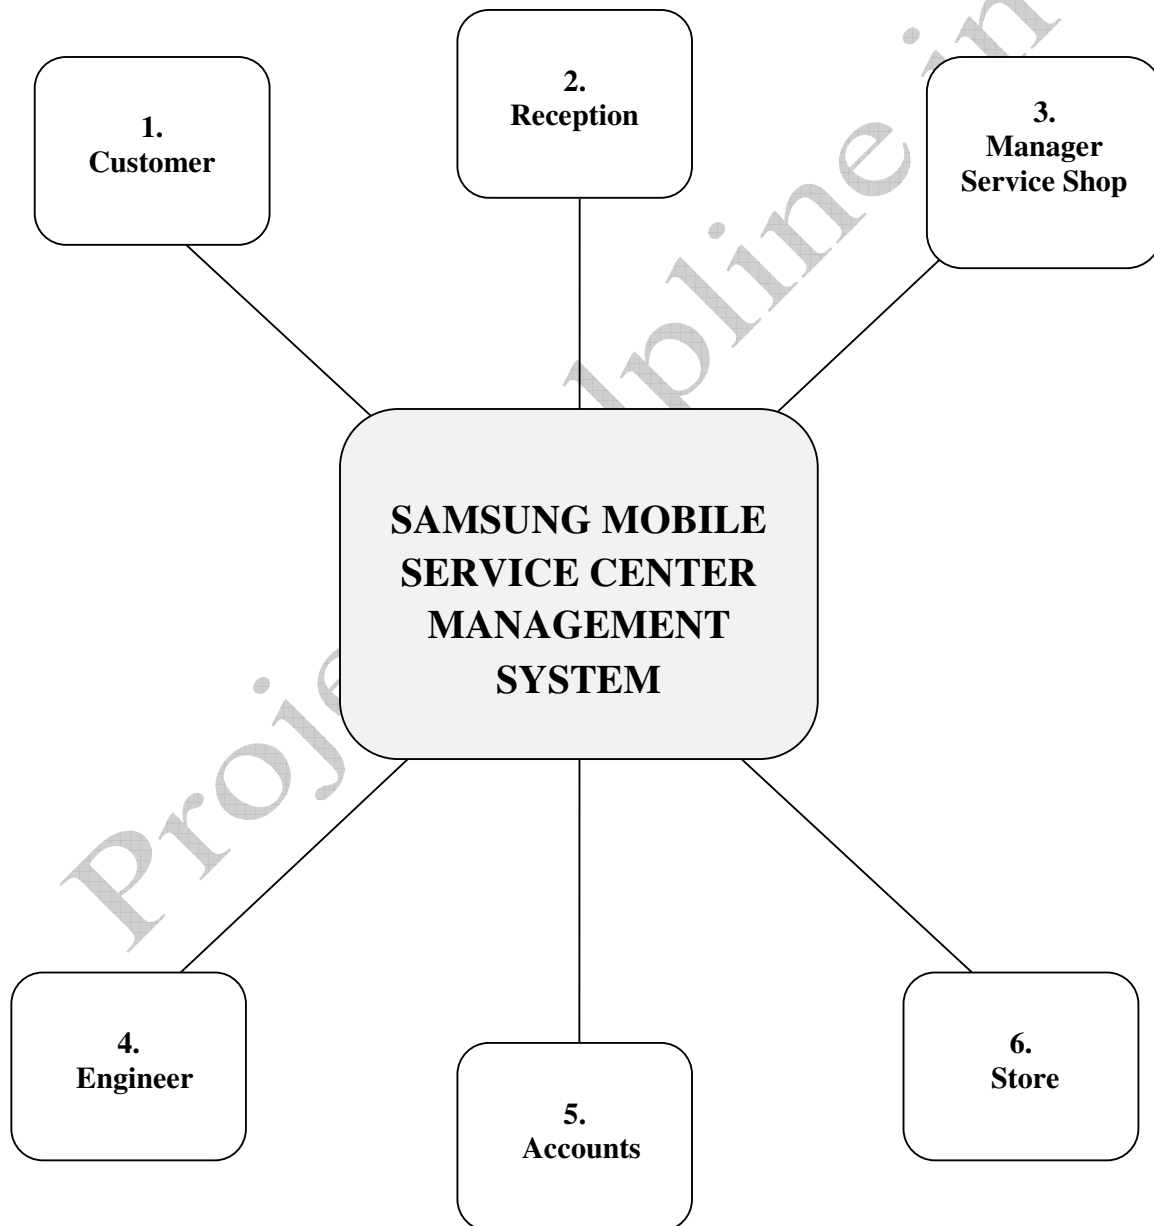 1.
Customer
2.
Reception
3.
Manager
Service Shop
SAMSUNG MOBILE
SERVICE CENTER
MANAGEMENT
SYSTEM
4.
Engineer
5.
Accounts
6.
Store